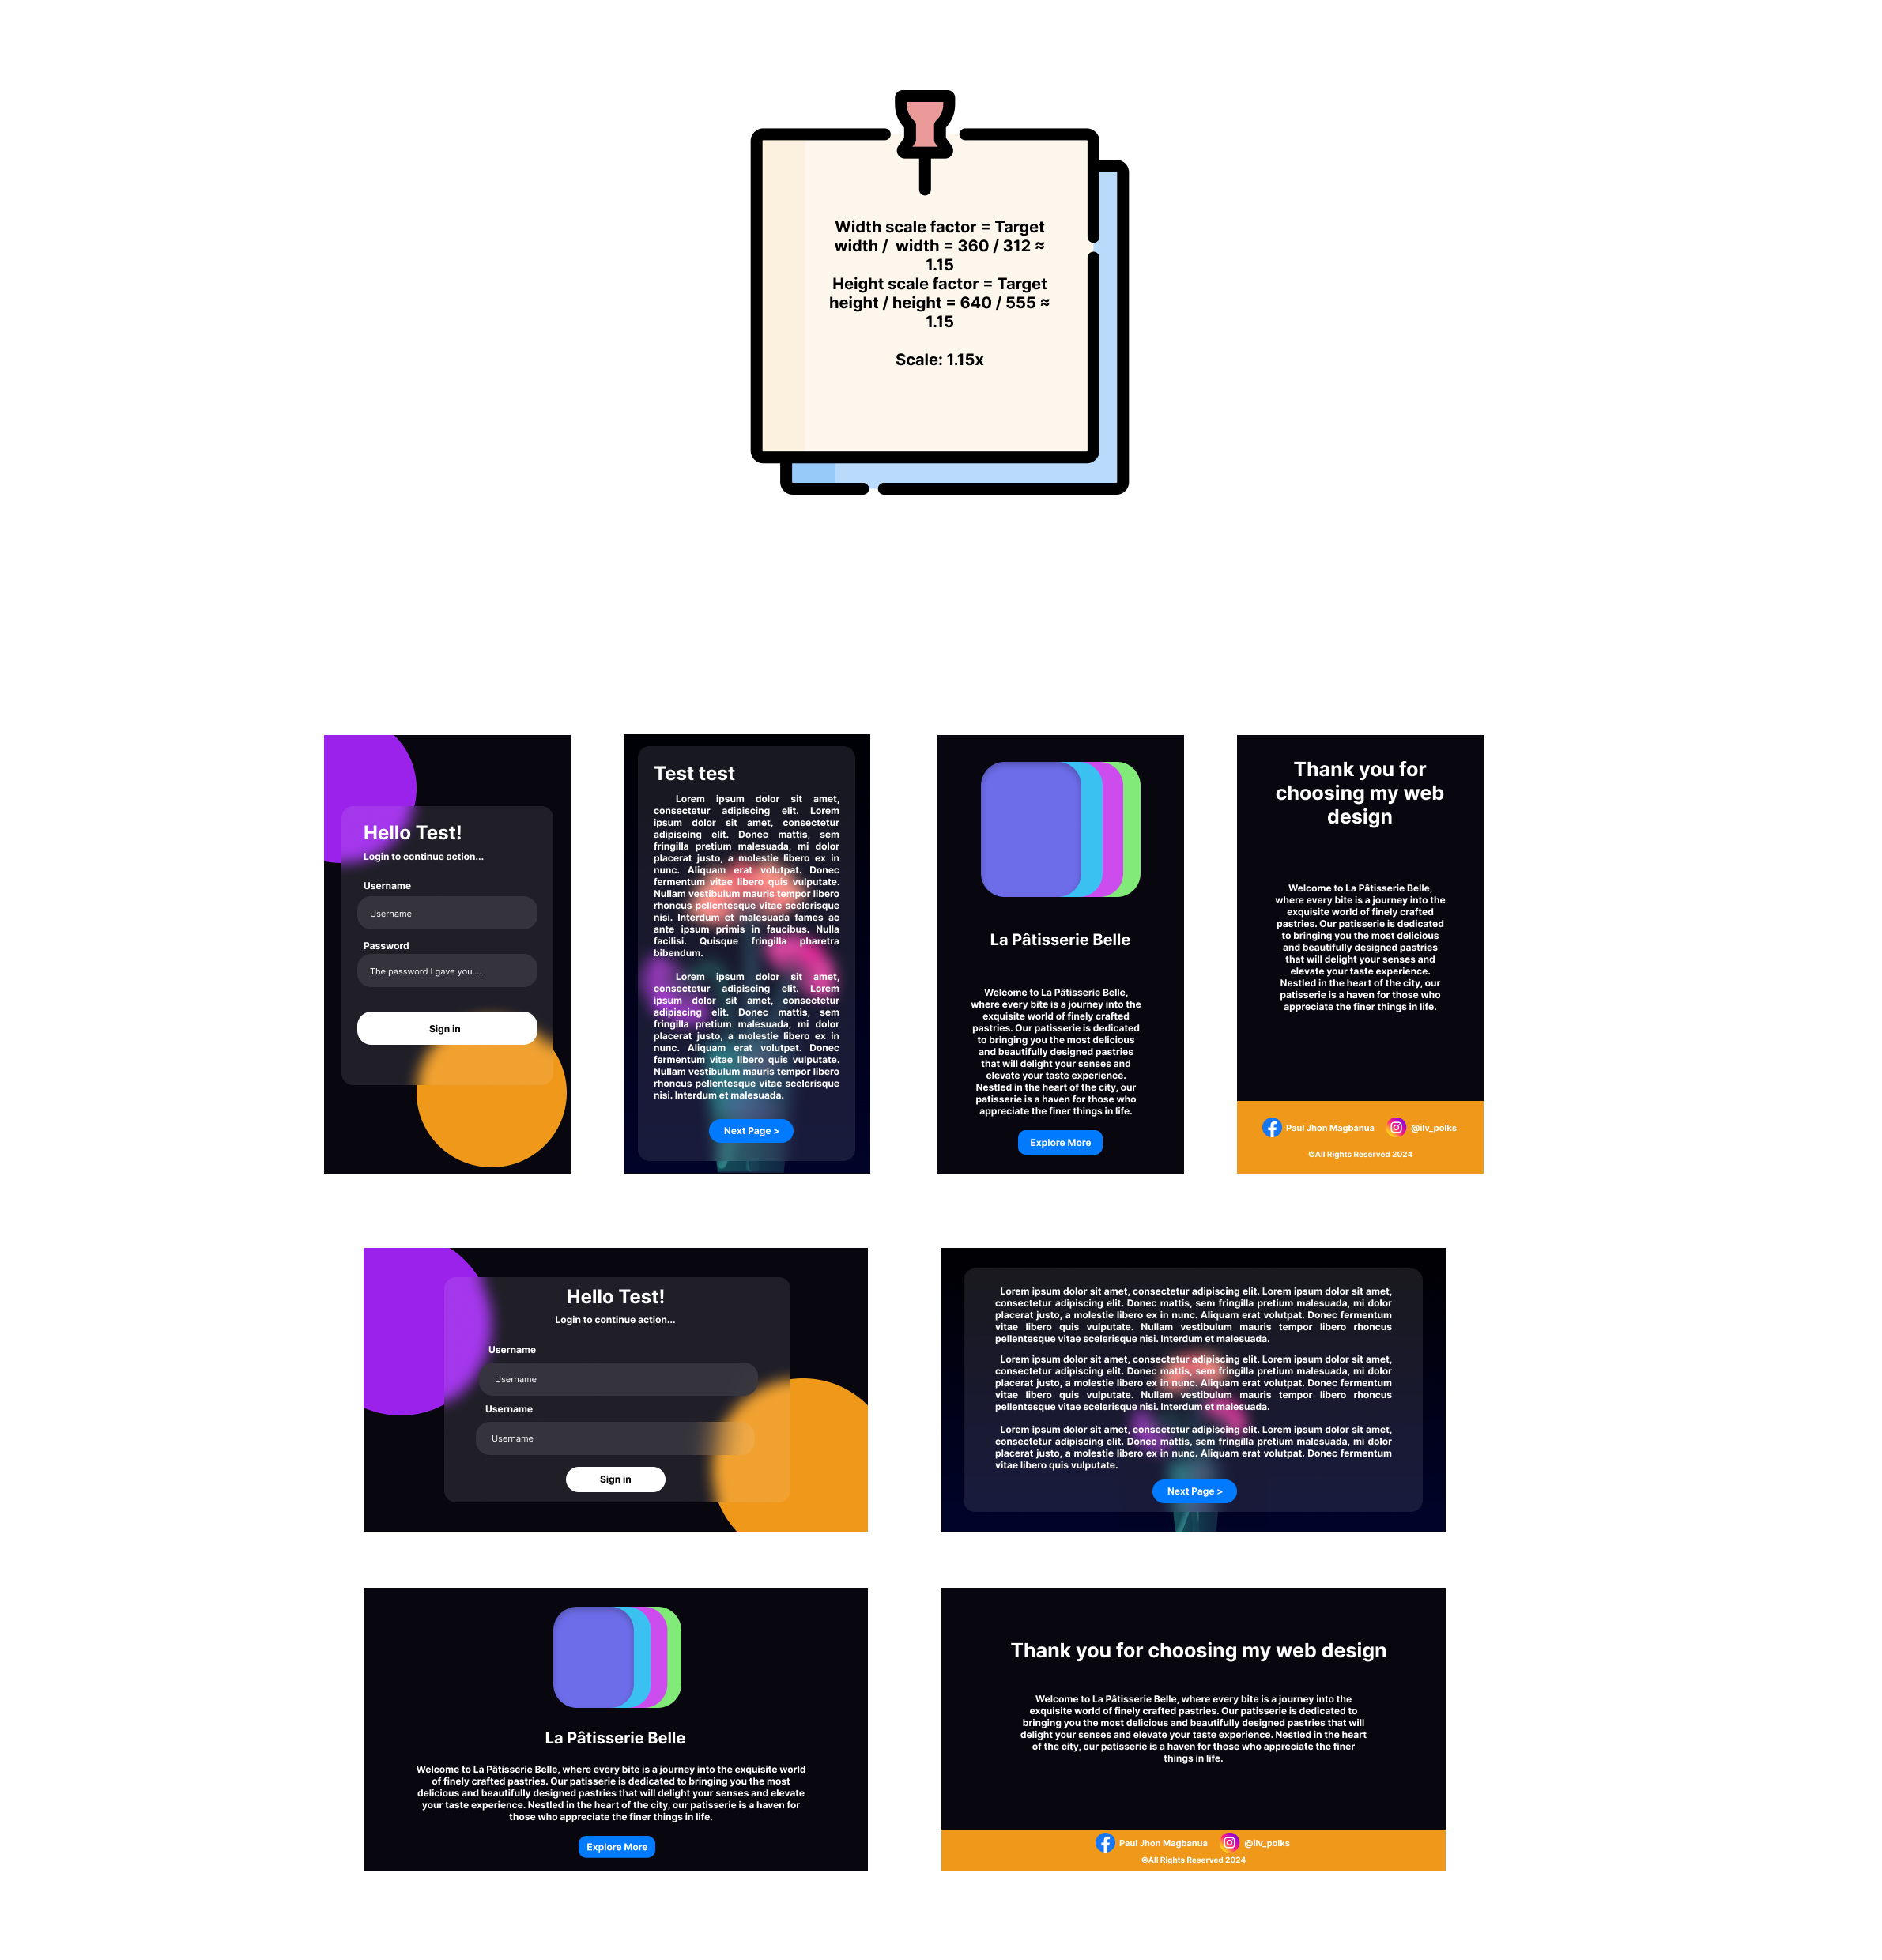 Width scale factor = Target
width /  width = 360 / 312 ≈
1.15
Height scale factor = Target
height / height = 640 / 555 ≈
1.15
Scale: 1.15x
Hello Test!
Login to continue action...
Username
Username
Password
The password I gave you....
Sign in
Test test
Lorem ipsum dolor sit amet,
consectetur adipiscing elit. Lorem
ipsum dolor sit amet, consectetur
adipiscing elit. Donec mattis, sem
fringilla pretium malesuada, mi dolor
placerat justo, a molestie libero ex in
nunc. Aliquam erat volutpat. Donec
fermentum vitae libero quis vulputate.
Nullam vestibulum mauris tempor libero
rhoncus pellentesque vitae scelerisque
nisi. Interdum et malesuada fames ac
ante ipsum primis in faucibus. Nulla
facilisi. Quisque fringilla pharetra
bibendum.
Lorem ipsum dolor sit amet,
consectetur adipiscing elit. Lorem
ipsum dolor sit amet, consectetur
adipiscing elit. Donec mattis, sem
fringilla pretium malesuada, mi dolor
placerat justo, a molestie libero ex in
nunc. Aliquam erat volutpat. Donec
fermentum vitae libero quis vulputate.
Nullam vestibulum mauris tempor libero
rhoncus pellentesque vitae scelerisque
nisi. Interdum et malesuada.
Next Page >
La Pâtisserie Belle
Welcome to La Pâtisserie Belle,
where every bite is a journey into the
exquisite world of finely crafted
pastries. Our patisserie is dedicated
to bringing you the most delicious
and beautifully designed pastries
that will delight your senses and
elevate your taste experience.
Nestled in the heart of the city, our
patisserie is a haven for those who
appreciate the finer things in life.
Explore More
Thank you for
choosing my web
design
Welcome to La Pâtisserie Belle,
where every bite is a journey into the
exquisite world of finely crafted
pastries. Our patisserie is dedicated
to bringing you the most delicious
and beautifully designed pastries
that will delight your senses and
elevate your taste experience.
Nestled in the heart of the city, our
patisserie is a haven for those who
appreciate the finer things in life.
Paul Jhon Magbanua
@ilv_polks
©All Rights Reserved 2024
Hello Test!
Login to continue action...
Username
Username
Username
Username
Sign in
Lorem ipsum dolor sit amet, consectetur adipiscing elit. Lorem ipsum dolor sit amet,
consectetur adipiscing elit. Donec mattis, sem fringilla pretium malesuada, mi dolor
placerat justo, a molestie libero ex in nunc. Aliquam erat volutpat. Donec fermentum
vitae libero quis vulputate. Nullam vestibulum mauris tempor libero rhoncus
pellentesque vitae scelerisque nisi. Interdum et malesuada.
Lorem ipsum dolor sit amet, consectetur adipiscing elit. Lorem ipsum dolor sit amet,
consectetur adipiscing elit. Donec mattis, sem fringilla pretium malesuada, mi dolor
placerat justo, a molestie libero ex in nunc. Aliquam erat volutpat. Donec fermentum
vitae libero quis vulputate. Nullam vestibulum mauris tempor libero rhoncus
pellentesque vitae scelerisque nisi. Interdum et malesuada.
Lorem ipsum dolor sit amet, consectetur adipiscing elit. Lorem ipsum dolor sit amet,
consectetur adipiscing elit. Donec mattis, sem fringilla pretium malesuada, mi dolor
placerat justo, a molestie libero ex in nunc. Aliquam erat volutpat. Donec fermentum
vitae libero quis vulputate.
Next Page >
La Pâtisserie Belle
Welcome to La Pâtisserie Belle, where every bite is a journey into the exquisite world
of finely crafted pastries. Our patisserie is dedicated to bringing you the most
delicious and beautifully designed pastries that will delight your senses and elevate
your taste experience. Nestled in the heart of the city, our patisserie is a haven for
those who appreciate the finer things in life.
Explore More
Thank you for choosing my web design
Welcome to La Pâtisserie Belle, where every bite is a journey into the
exquisite world of finely crafted pastries. Our patisserie is dedicated to
bringing you the most delicious and beautifully designed pastries that will
delight your senses and elevate your taste experience. Nestled in the heart
of the city, our patisserie is a haven for those who appreciate the finer
things in life.
Paul Jhon Magbanua
@ilv_polks
©All Rights Reserved 2024